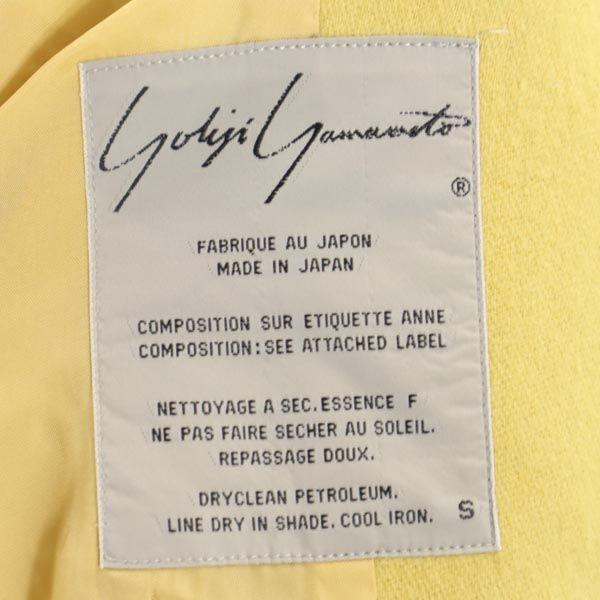 Yohji Yamamoto
®
FABRIQUE AU JAPON
MADE IN JAPAN
COMPOSITION SUR ETIQUETTE ANNE
COMPOSITION:SEE ATTACHED LABEL
NETTOYAGE A SEC.ESSENCE F
NE PAS FAIRE SECHER AU SOLEIL.
REPASSAGE DOUX.
DRYCLEAN PETROLEUM.
LINE DRY IN SHADE. COOL IRON. S